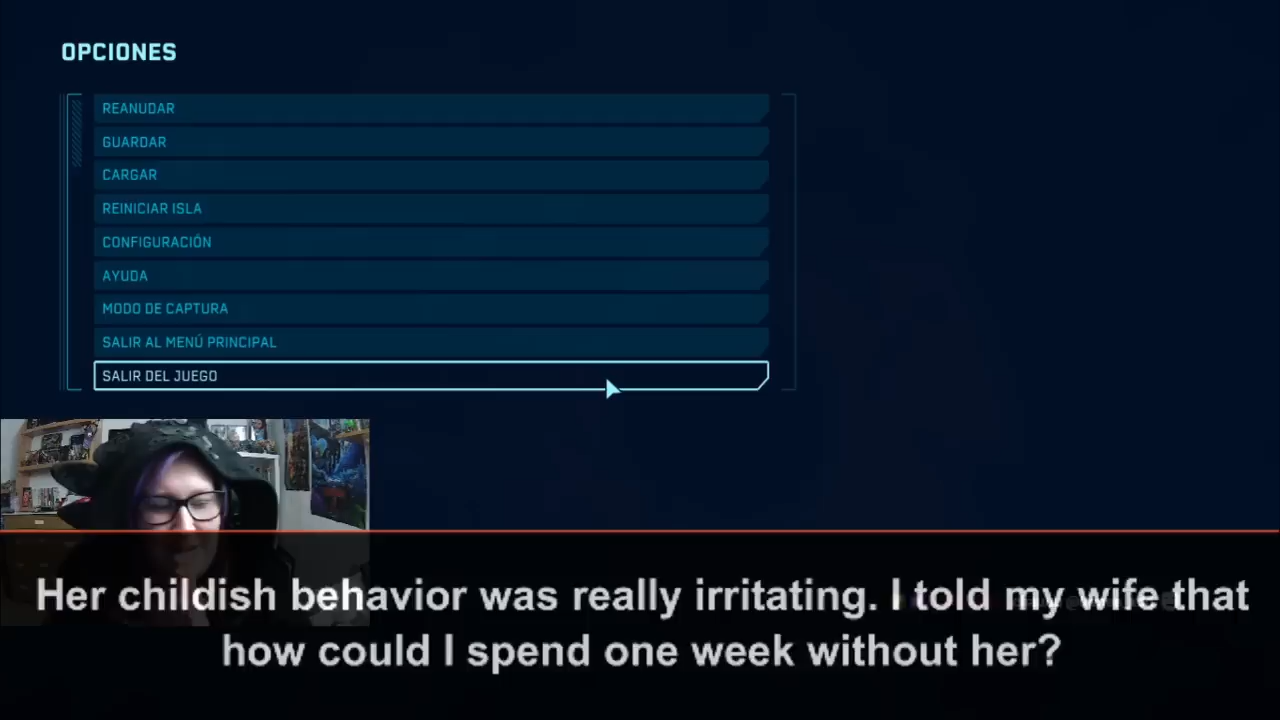 OPCIONES
REANUDAR
GUARDAR
CARGAR
REINICIAR ISLA
CONFIGURACIÓN
AYUDA
MODO DE CAPTURA
SALIR AL MENÚ PRINCIPAL
SALIR DEL JUEGO
Her childish behavior was really irritating. I told my wife that
how could I spend one week without her?